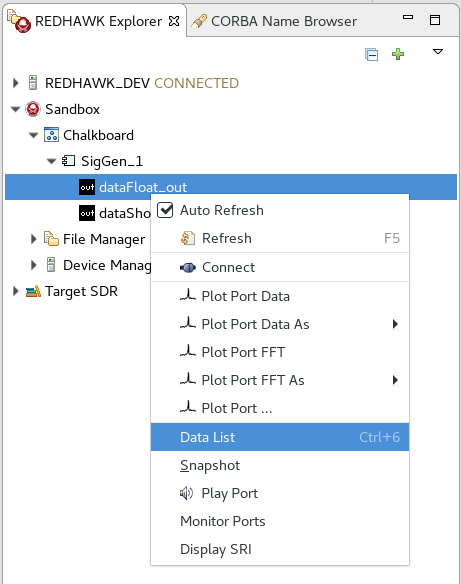 REDHAWK Explorer CORBA Name Browser
REDHAWK_DEV CONNECTED
Sandbox
Chalkboard
SigGen_1
out dataFloat_out
out dataSho
File Manager
Device Manag
Target SDR
Auto Refresh
Refresh F5
Connect
Plot Port Data
Plot Port Data As
Plot Port FFT
Plot Port FFT As
Plot Port ...
Data List Ctrl+6
Snapshot
Play Port
Monitor Ports
Display SRI